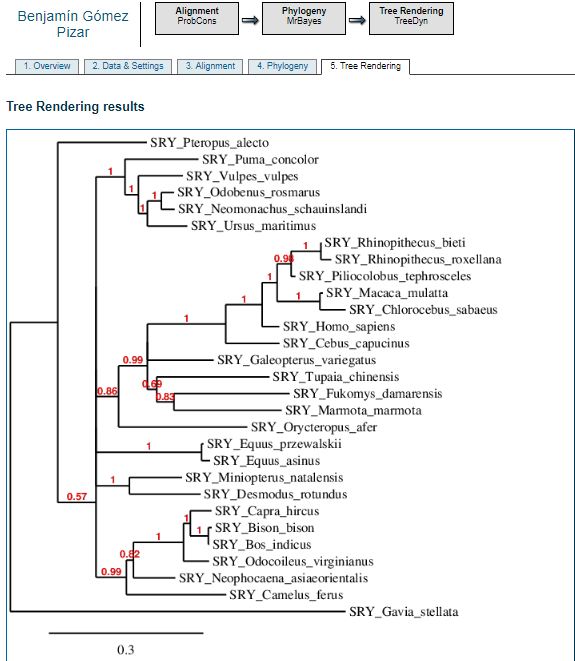 Benjamín Gómez
Pizar
Alignment
ProbCons
Phylogeny
MrBayes
Tree Rendering
TreeDyn
1. Overview
2. Data & Settings
3. Alignment
4. Phylogeny
5. Tree Rendering
Tree Rendering results
SRY_Pteropus_alecto
SRY_Puma_concolor
1
SRY_Vulpes_vulpes
1
SRY_Odobenus_rosmarus
1
SRY_Neomonachus_schauinslandi
1
SRY_Ursus_maritimus
SRY_Rhinopithecus_bieti
1
SRY_Rhinopithecus_roxellana
0.98
SRY_Piliocolobus_tephrosceles
1
SRY_Macaca_mulatta
1
SRY_Chlorocebus_sabaeus
1
SRY_Homo_sapiens
1
SRY_Cebus_capucinus
0.99
SRY_Galeopterus_variegatus
SRY_Tupaia_chinensis
0.69
SRY_Fukomys_damarensis
0.86
0.83
SRY_Marmota_marmota
SRY_Orycteropus_afer
SRY_Equus_przewalskii
1
SRY_Equus_asinus
SRY_Miniopterus_natalensis
1
SRY_Desmodus_rotundus
0.57
SRY_Capra_hircus
1
SRY_Bison_bison
1
SRY_Bos_indicus
1
SRY_Odocoileus_virginianus
0.82
SRY_Neophocaena_asiaeorientalis
0.99
SRY_Camelus_ferus
SRY_Gavia_stellata
0.3